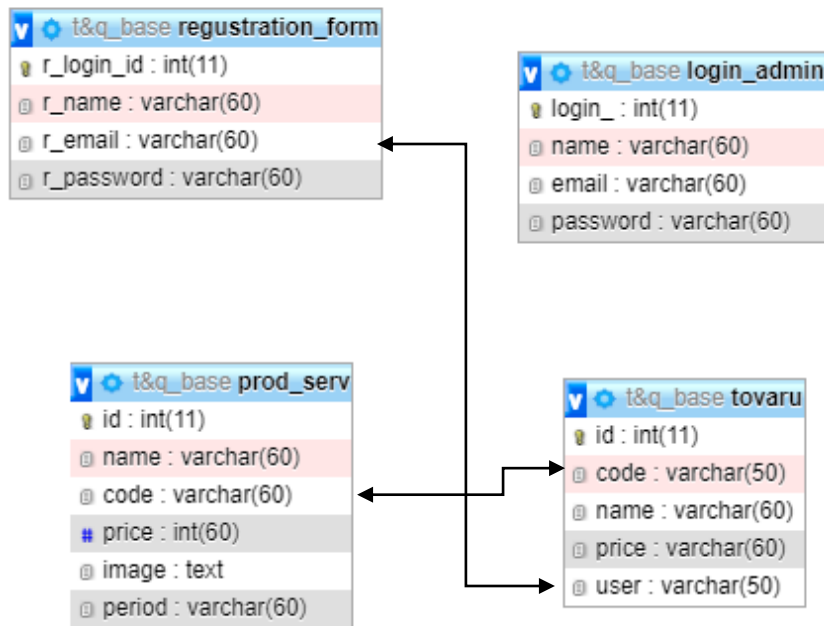 t&q_base regustration_form
r_login_id : int(11)
r_name : varchar(60)
r_email : varchar(60)
r_password : varchar(60)
t&q_base login_admin
login_ : int(11)
name : varchar(60)
email : varchar(60)
password : varchar(60)
t&q_base prod_serv
id : int(11)
name : varchar(60)
code : varchar(60)
# price : int(60)
image : text
period : varchar(60)
t&q_base tovaru
id : int(11)
code : varchar(50)
name : varchar(60)
price : varchar(60)
user : varchar(50)